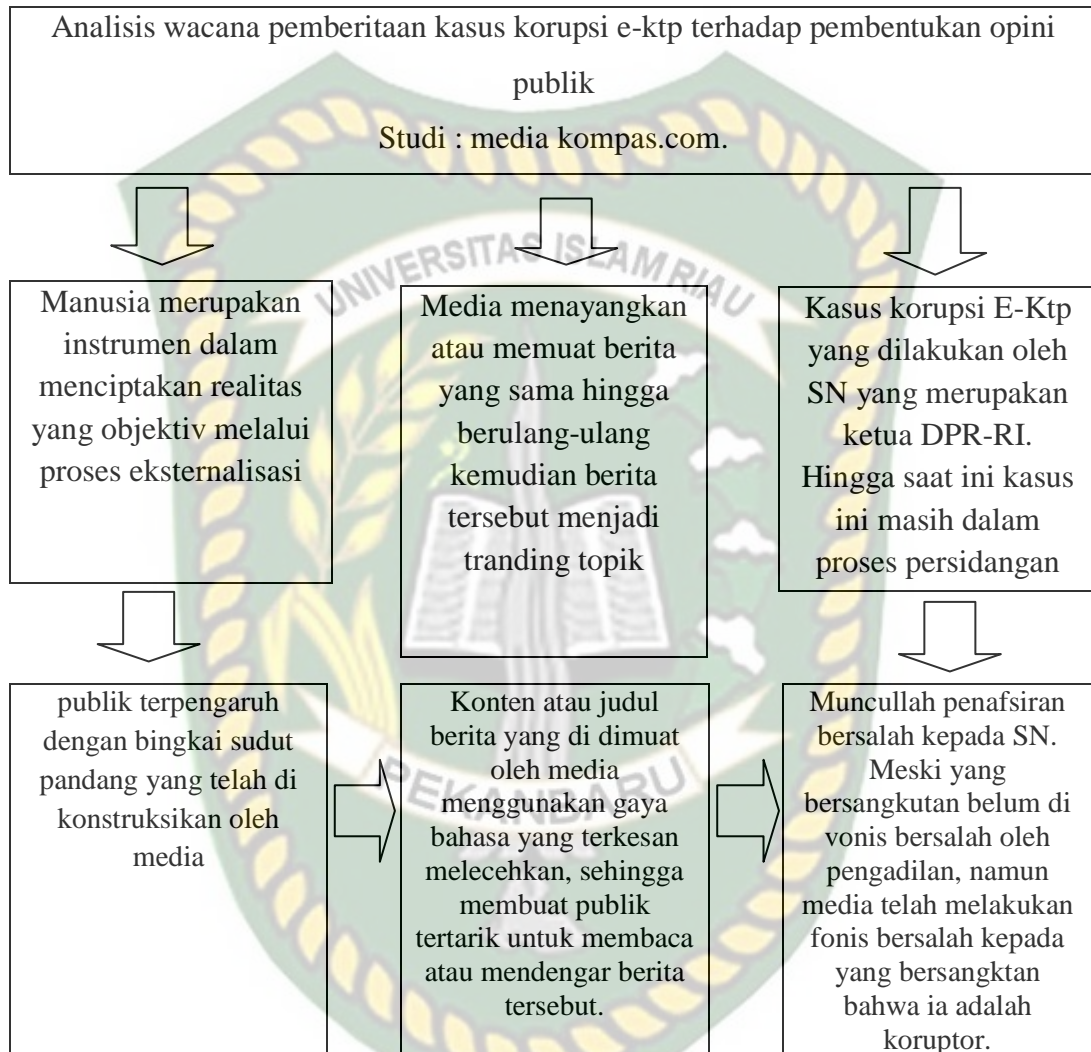 Analisis wacana pemberitaan kasus korupsi e-ktp terhadap pembentukan opini
publik
Studi : media kompas.com.
UNIVERSITAS ISLAM RIAU
Manusia merupakan
instrumen dalam
menciptakan realitas
yang objektiv melalui
proses eksternalisasi
Media menayangkan
atau memuat berita
yang sama hingga
berulang-ulang
kemudian berita
tersebut menjadi
tranding topik
Kasus korupsi E-Ktp
yang dilakukan oleh
SN yang merupakan
ketua DPR-RI.
Hingga saat ini kasus
ini masih dalam
proses persidangan
publik terpengaruh
dengan bingkai sudut
pandang yang telah di
konstruksikan oleh
media
Konten atau judul
berita yang di dimuat
oleh media
menggunakan gaya
bahasa yang terkesan
melecehkan, sehingga
membuat publik
tertarik untuk membaca
atau mendengar berita
tersebut.
Muncullah penafsiran
bersalah kepada SN.
Meski yang
bersangkutan belum di
vonis bersalah oleh
pengadilan, namun
media telah melakukan
fonis bersalah kepada
yang bersangktan
bahwa ia adalah
koruptor.
PEKANBARU